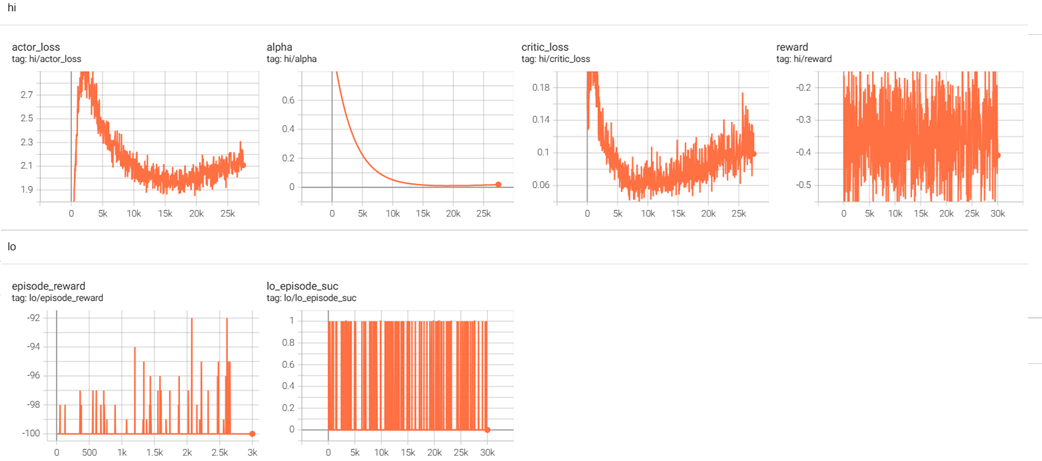 hi
actor_loss alpha critic_loss reward
tag: hi/actor_loss tag: hi/alpha tag: hi/critic_loss tag: hi/reward
2.7 0.6 0.18 -0.2
2.5 0.4 0.14 -0.3
2.3 0.2 0.1 -0.4
2.1 0 0.06 -0.5
1.9
0 5k 10k 15k 20k 25k 0 5k 10k 15k 20k 25k 0 5k 10k 15k 20k 25k 0 5k 10k 15k 20k 25k 30k
lo
episode_reward lo_episode_suc
tag: lo/episode_reward tag: lo/lo_episode_suc
-92 1
-94 0.8
-96 0.6
-98 0.4
-100 0.2
0
0 500 1k 1.5k 2k 2.5k 3k 0 5k 10k 15k 20k 25k 30k